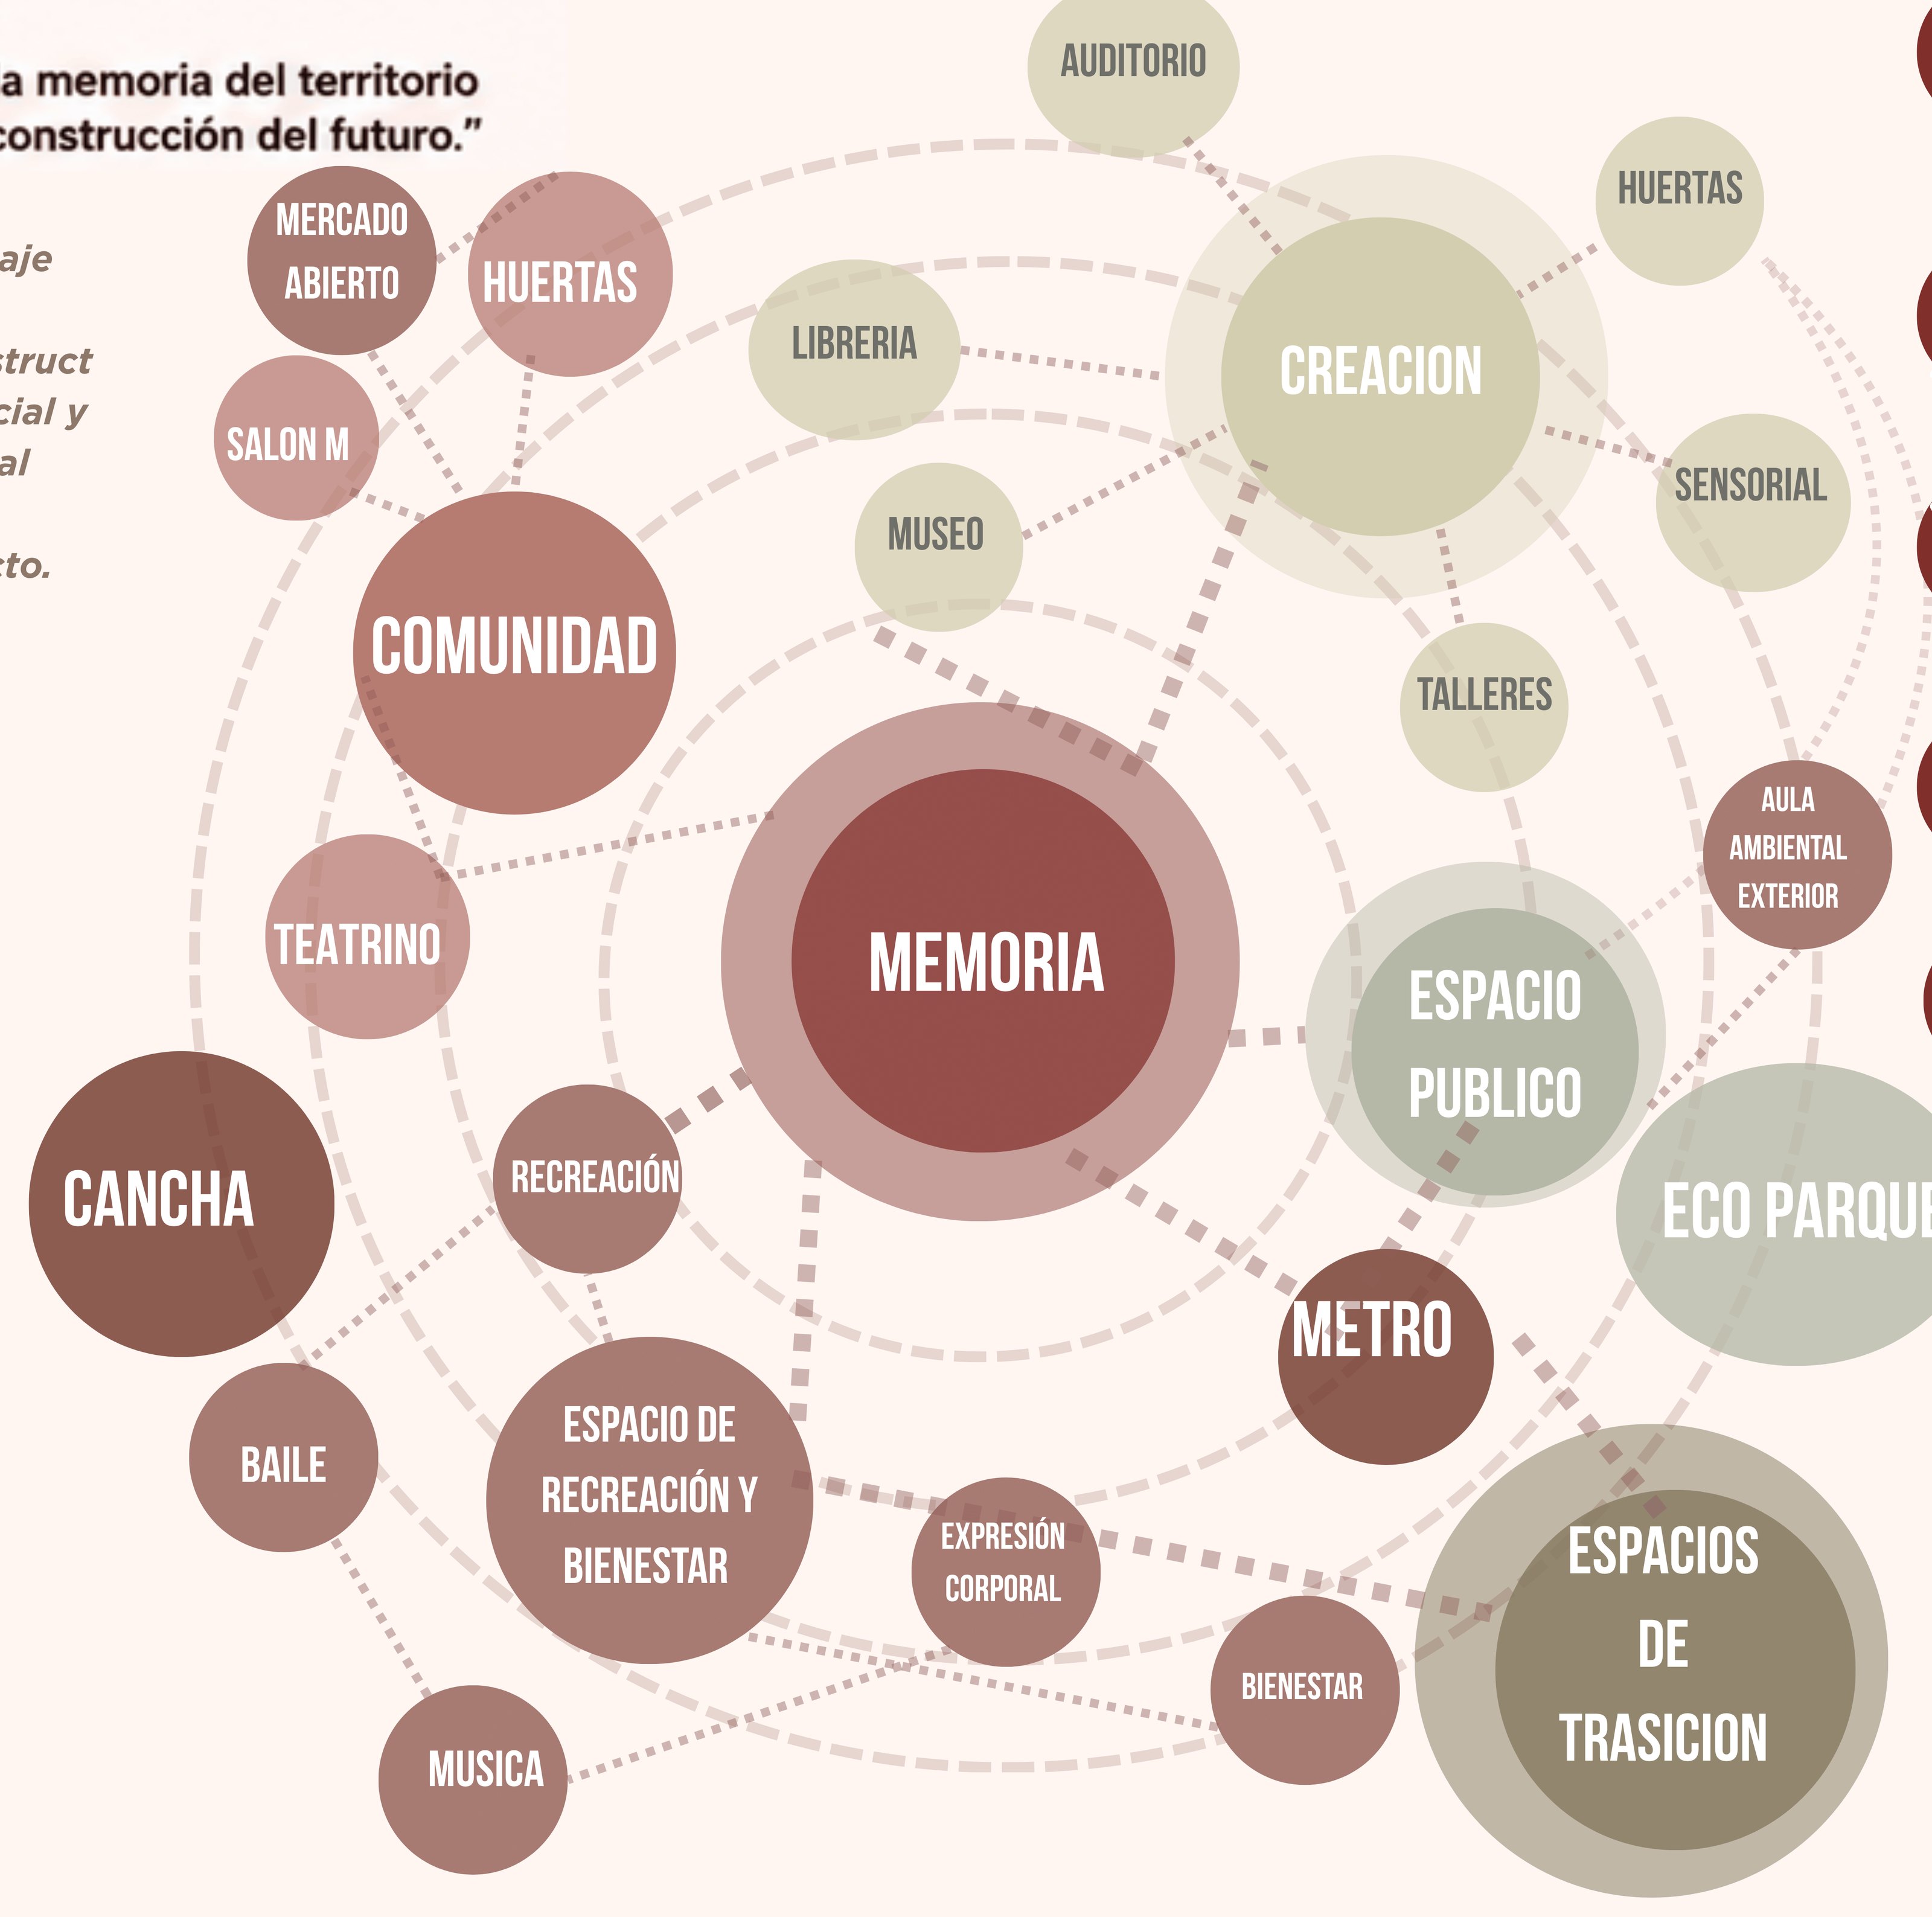 a memoria del territorio
construcción del futuro.”
aje
struct
cial y
al
cto.
AUDITORIO
HUERTAS
MERCADO
ABIERTO
HUERTAS
LIBRERIA
CREACION
SALON M
SENSORIAL
MUSEO
COMUNIDAD
TALLERES
AULA
AMBIENTAL
EXTERIOR
TEATRINO
MEMORIA
ESPACIO
PUBLICO
CANCHA
RECREACIÓN
ECO PARQUE
METRO
BAILE
ESPACIO DE
RECREACIÓN Y
BIENESTAR
EXPRESIÓN
CORPORAL
ESPACIOS
DE
TRASICION
BIENESTAR
MUSICA